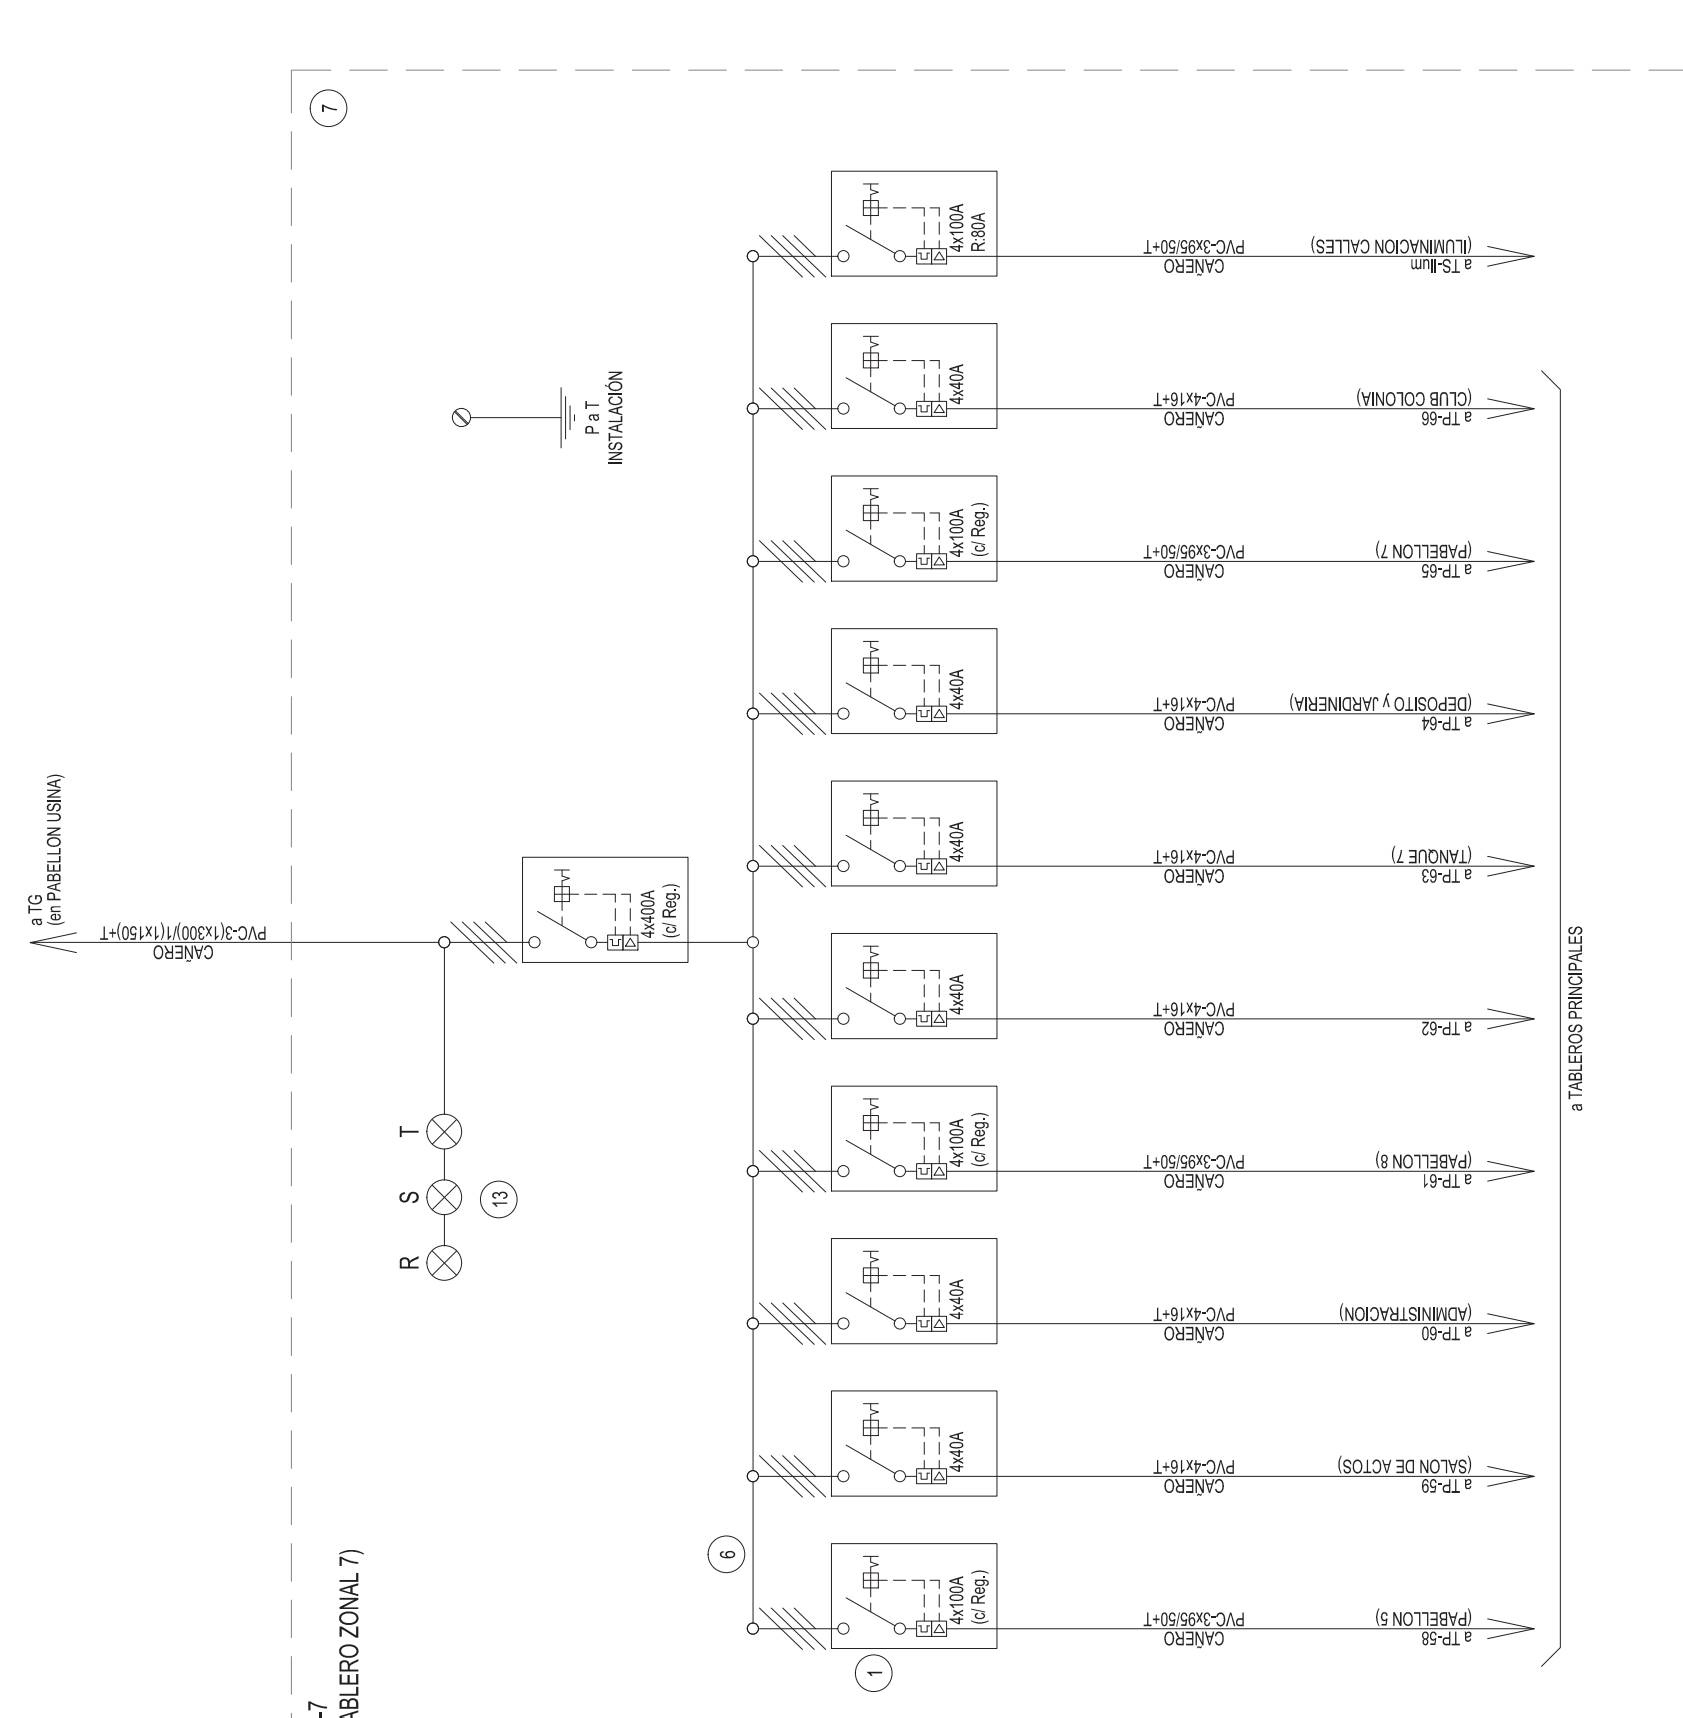 a TG
(en PABELLON USINA)
PVC-3(1x300)/1(1x150)+T
CAÑERO
7
-7
ABLERO ZONAL 7)
R
S
T
13
4x400A
(c/ Reg.)
P a T
INSTALACIÓN
6
1
4x100A
(c/ Reg.)
PVC-3x95/50+T
CAÑERO
a TP-58
(PABELLON 5)
4x40A
PVC-4x16+T
CAÑERO
a TP-59
(SALON DE ACTOS)
4x40A
PVC-4x16+T
CAÑERO
a TP-60
(ADMINISTRACION)
4x100A
(c/ Reg.)
PVC-3x95/50+T
CAÑERO
a TP-61
(PABELLON 8)
4x40A
PVC-4x16+T
CAÑERO
a TP-62
4x40A
PVC-4x16+T
CAÑERO
a TP-63
(TANQUE 7)
4x40A
PVC-4x16+T
CAÑERO
a TP-64
(DEPOSITO y JARDINERIA)
4x100A
(c/ Reg.)
PVC-3x95/50+T
CAÑERO
a TP-65
(PABELLON 7)
4x40A
PVC-4x16+T
CAÑERO
a TP-66
(CLUB COLONIA)
4x100A
R:80A
PVC-3x95/50+T
CAÑERO
a TS-Ilum
(ILUMINACION CALLES)
a TABLEROS PRINCIPALES